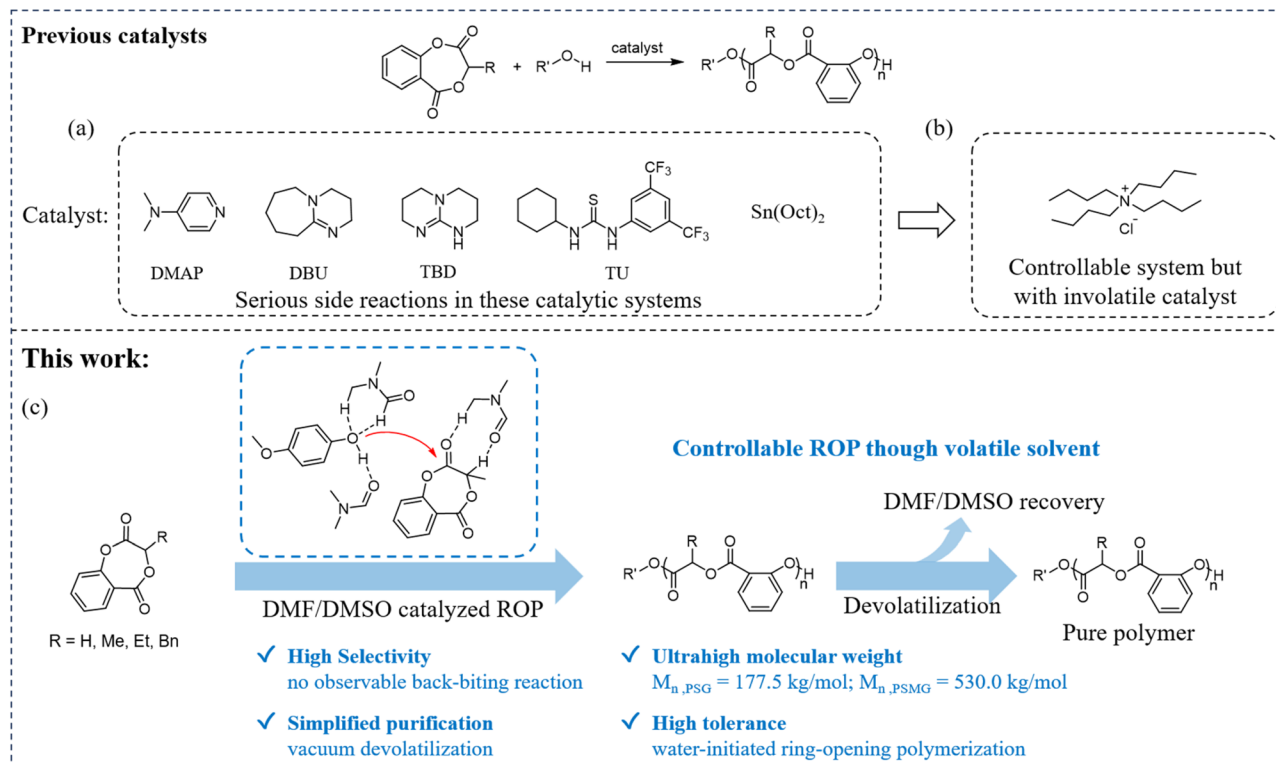 Previous catalysts
O
O
R
O
O
+
R'
O
H
catalyst
R'
O
O
R
O
O
O
H
n
(a)
(b)
Catalyst:
N
N
DMAP
N
N
DBU
N
N
N
H
TBD
S
N
H
N
H
CF3
CF3
TU
Sn(Oct)2
Serious side reactions in these catalytic systems
N+
Cl-
Controllable system but
with involatile catalyst
This work:
(c)
N
O
H
H
O
O
H
O
N
N
H
O
O
H
O
O
O
Controllable ROP though volatile solvent
DMF/DMSO recovery
O
O
R
O
O
R = H, Me, Et, Bn
DMF/DMSO catalyzed ROP
R'
O
O
R
O
O
O
H
n
Devolatilization
R'
O
O
R
O
O
O
H
n
Pure polymer
✓ High Selectivity
no observable back-biting reaction
✓ Simplified purification
vacuum devolatilization
✓ Ultrahigh molecular weight
Mn ,PSG = 177.5 kg/mol; Mn ,PSMG = 530.0 kg/mol
✓ High tolerance
water-initiated ring-opening polymerization